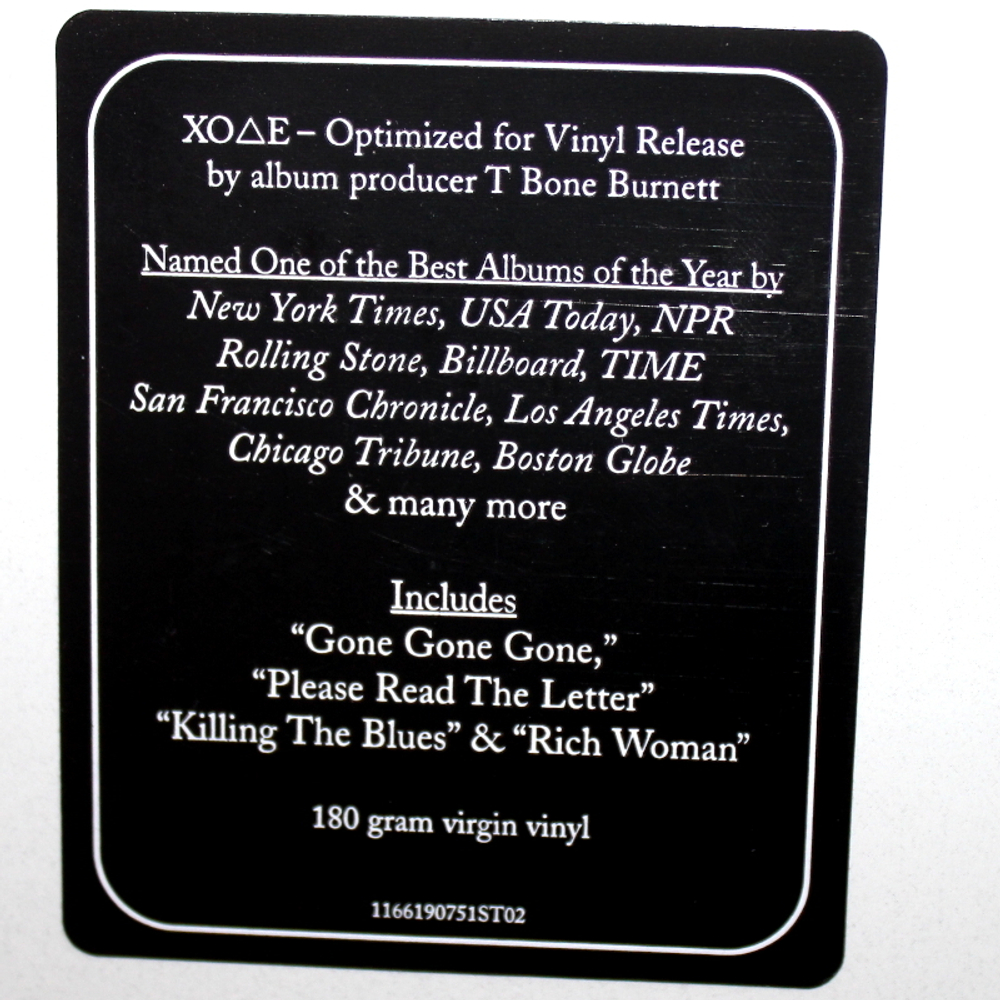 XO△E – Optimized for Vinyl Release
by album producer T Bone Burnett
Named One of the Best Albums of the Year by
New York Times, USA Today, NPR
Rolling Stone, Billboard, TIME
San Francisco Chronicle, Los Angeles Times,
Chicago Tribune, Boston Globe
& many more
Includes
“Gone Gone Gone,”
“Please Read The Letter”
“Killing The Blues” & “Rich Woman”
180 gram virgin vinyl
1166190751ST02